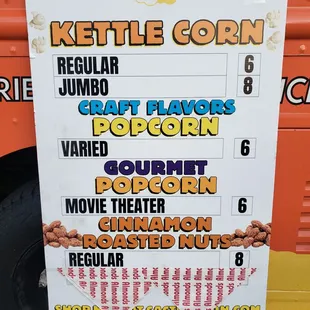 KETTLE CORN
REGULAR 6
JUMBO 8
CRAFT FLAVORS
POPCORN
VARIED 6
GOURMET
POPCORN
MOVIE THEATER 6
CINNAMON
ROASTED NUTS
REGULAR 8
Almonds